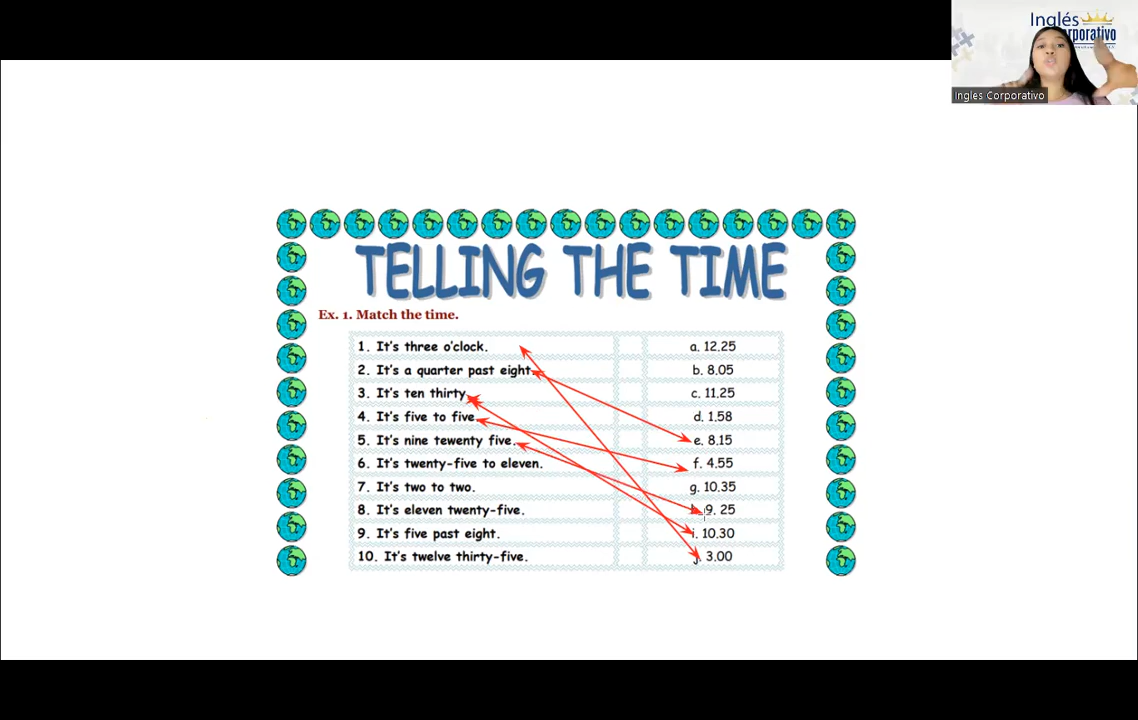 Inglés
Corporativo
Ingles Corporativo
TELLING THE TIME
Ex. 1. Match the time.
1. It's three o'clock. a. 12.25
2. It's a quarter past eight b. 8.05
3. It's ten thirty c. 11.25
4. It's five to five d. 1.58
5. It's nine tewenty five. e. 8.15
6. It's twenty-five to eleven. f. 4.55
7. It's two to two. g. 10.35
8. It's eleven twenty-five. 9. 25
9. It's five past eight. i. 10.30
10. It's twelve thirty-five. j. 3.00